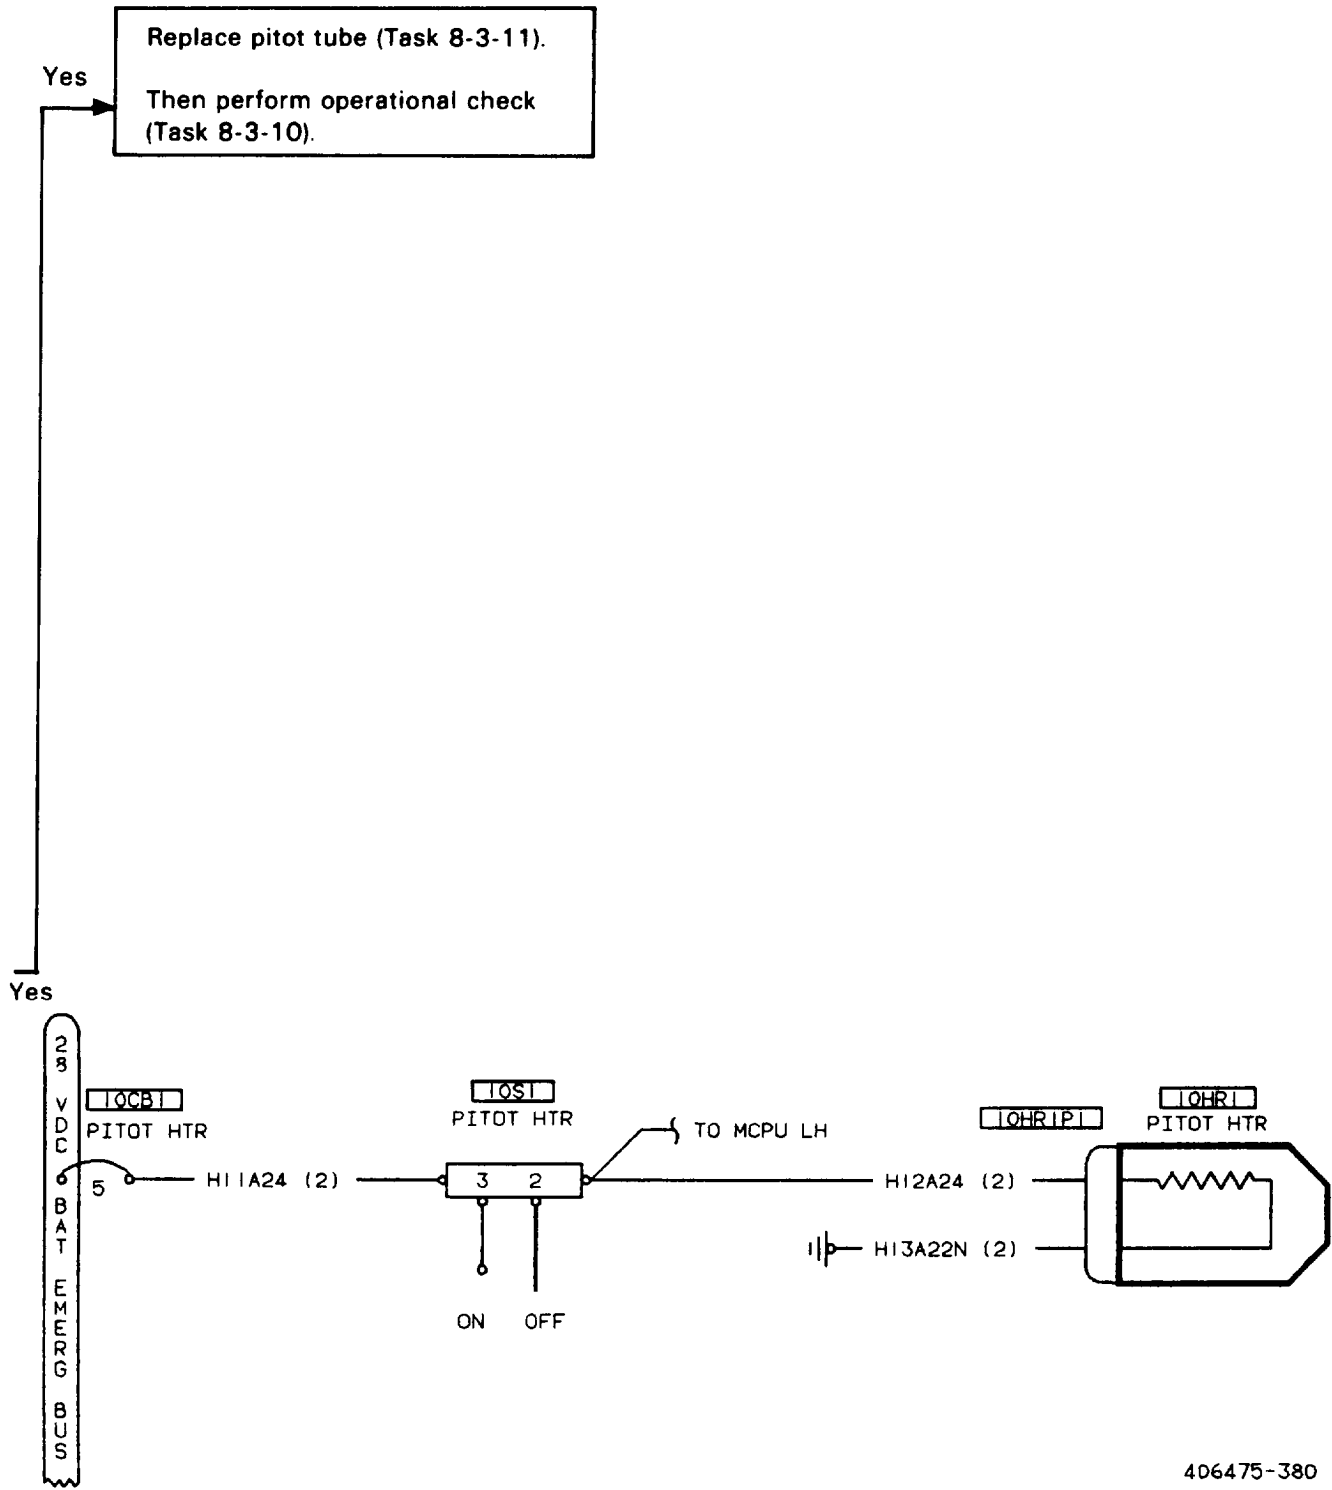 Replace pitot tube (Task 8-3-11).
Yes
Then perform operational check
(Task 8-3-10).
Yes
28 VDC BAT EMERG BUS
10CB1
PITOT HTR
5
H11A24 (2)
10S1
PITOT HTR
3 2
ON OFF
TO MCPU LH
H12A24 (2)
H13A22N (2)
10HR1P1
10HR1
PITOT HTR
406475-380